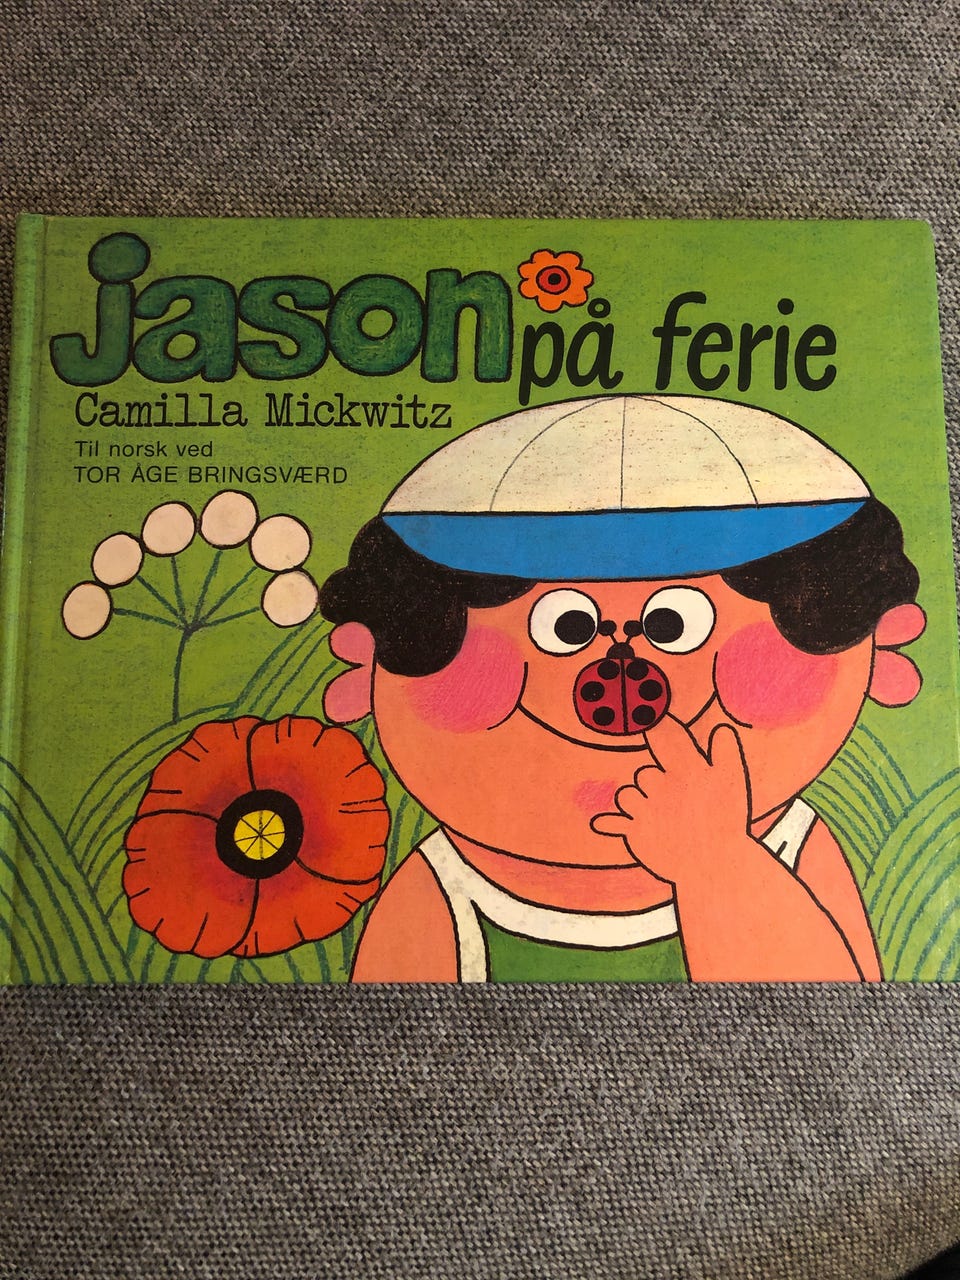 jason på ferie
Camilla Mickwitz
Til norsk ved
TOR ÅGE BRINGSVÆRD